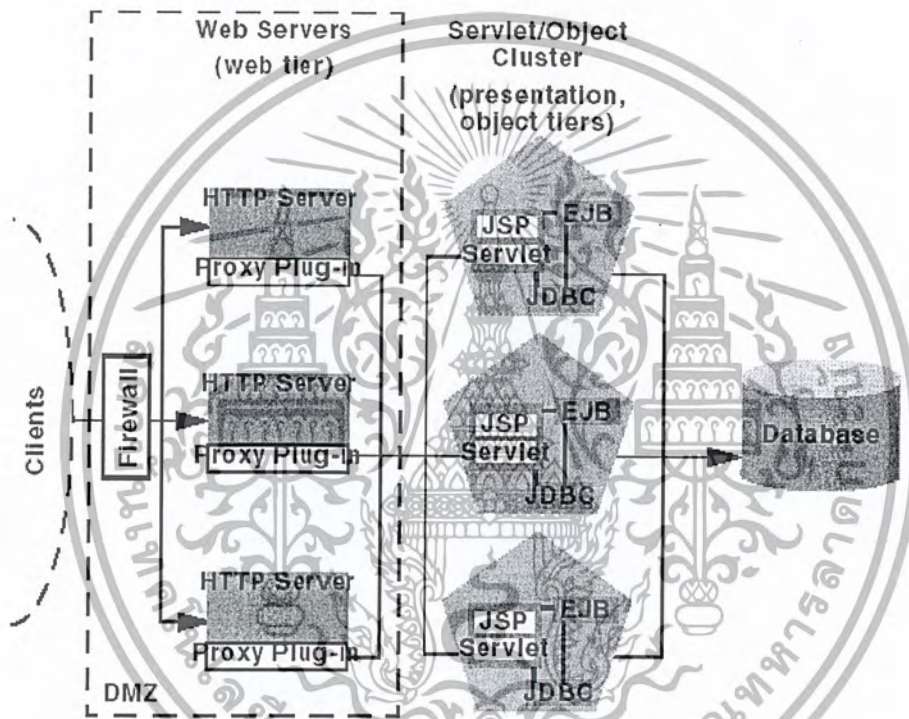 Web Servers
(web tier)
Servlet/Object
Cluster
(presentation,
object tiers)
Clients
Firewall
HTTP Server
Proxy Plug-in
HTTP Server
Proxy Plug-in
HTTP Server
Proxy Plug-in
DMZ
JSP
EJB
Servlet
JDBC
JSP
EJB
Servlet
JDBC
JSP
EJB
Servlet
JDBC
Database